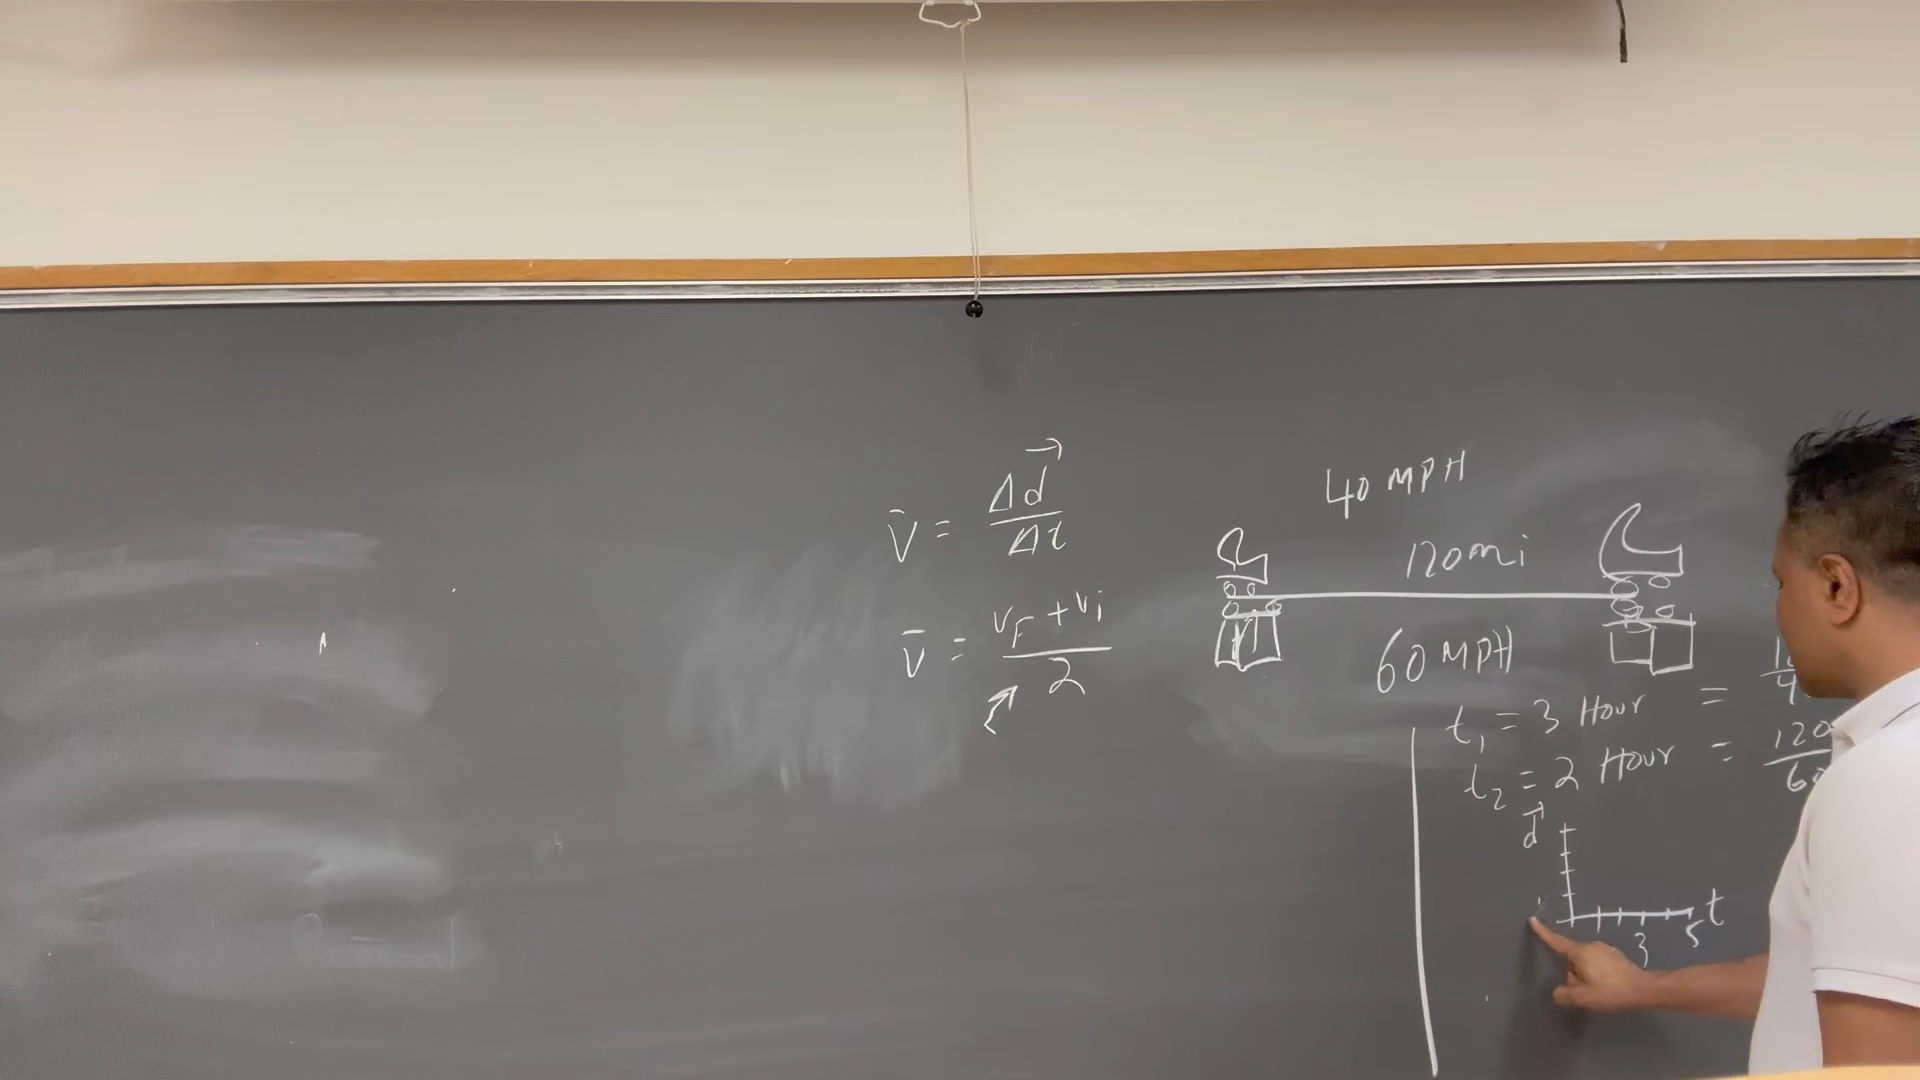 V̄ = Δd⃗ / Δt
V̄ = (VF + Vi) / 2
40 MPH
120mi
60 MPH
t₁ = 3 Hour =
t₂ = 2 Hour = 120 / 60
d⃗
t
3 5